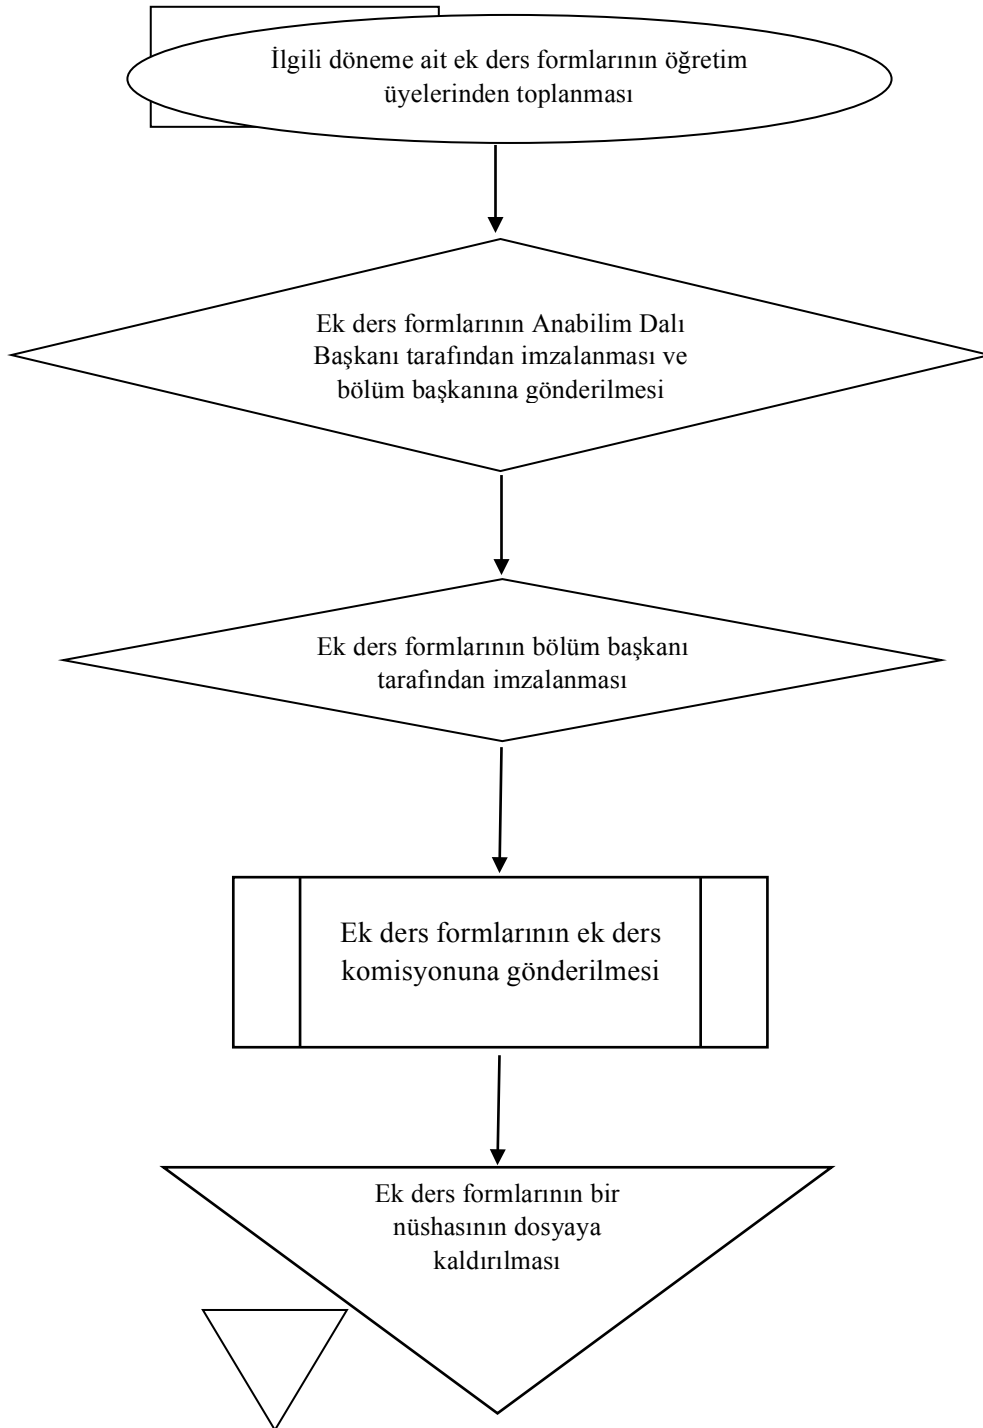 İlgili döneme ait ek ders formlarının öğretim
üyelerinden toplanması
Ek ders formlarının Anabilim Dalı
Başkanı tarafından imzalanması ve
bölüm başkanına gönderilmesi
Ek ders formlarının bölüm başkanı
tarafından imzalanması
Ek ders formlarının ek ders
komisyonuna gönderilmesi
Ek ders formlarının bir
nüshasının dosyaya
kaldırılması